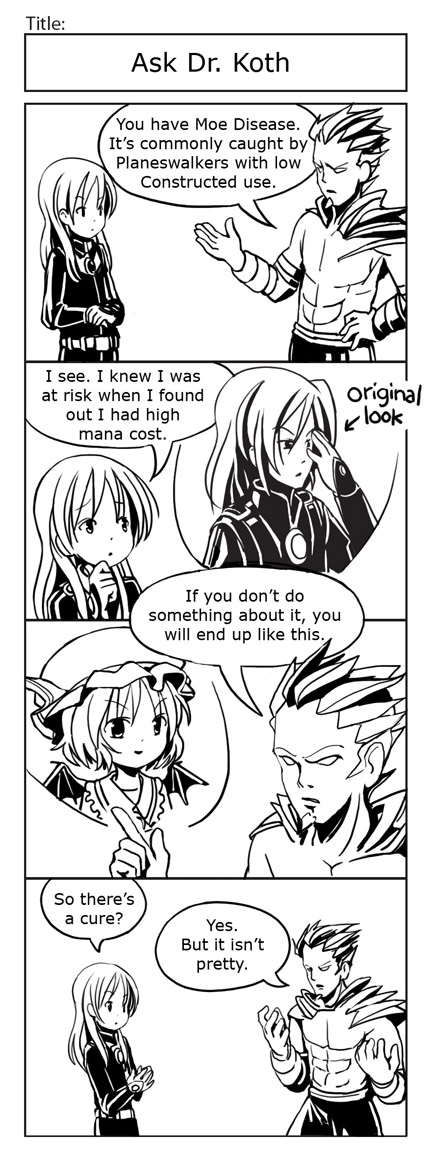 Title:
Ask Dr. Koth
You have Moe Disease.
It's commonly caught by
Planeswalkers with low
Constructed use.
I see. I knew I was
at risk when I found
out I had high
mana cost.
Original
look
If you don't do
something about it, you
will end up like this.
So there's
a cure?
Yes.
But it isn't
pretty.